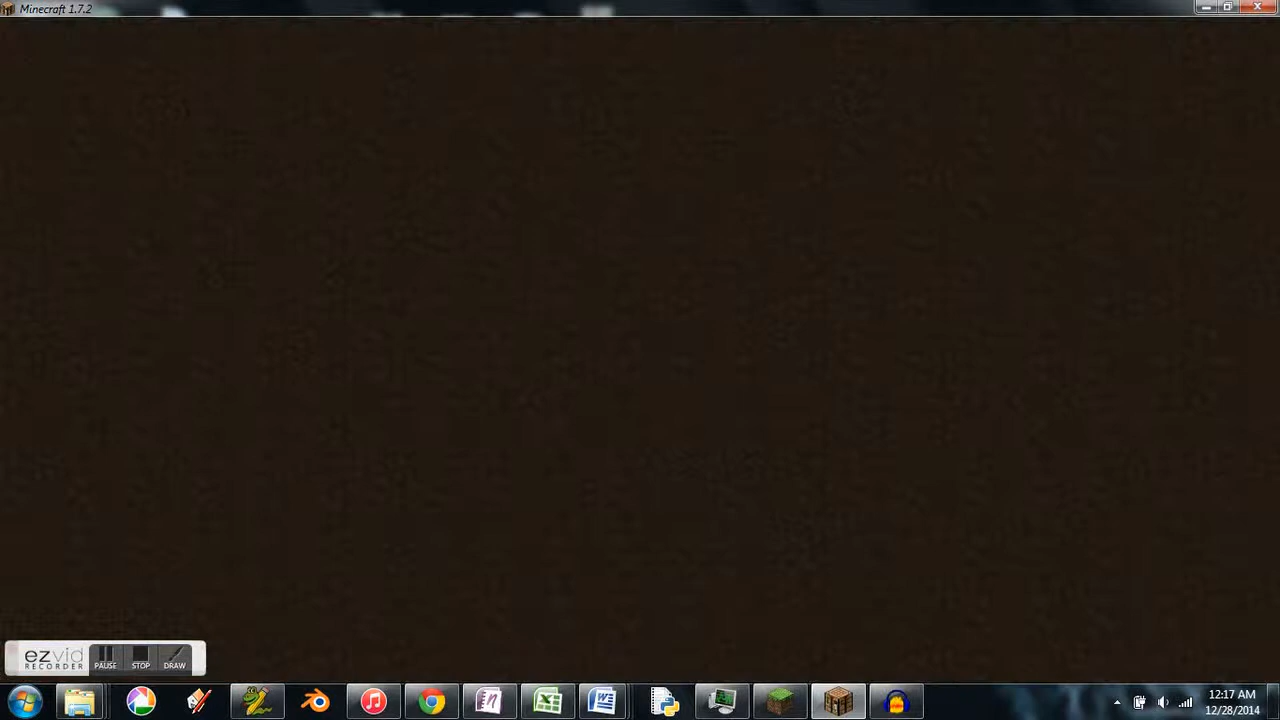 Minecraft 1.7.2
ezvid
RECORDER
PAUSE
STOP
DRAW
12:17 AM
12/28/2014